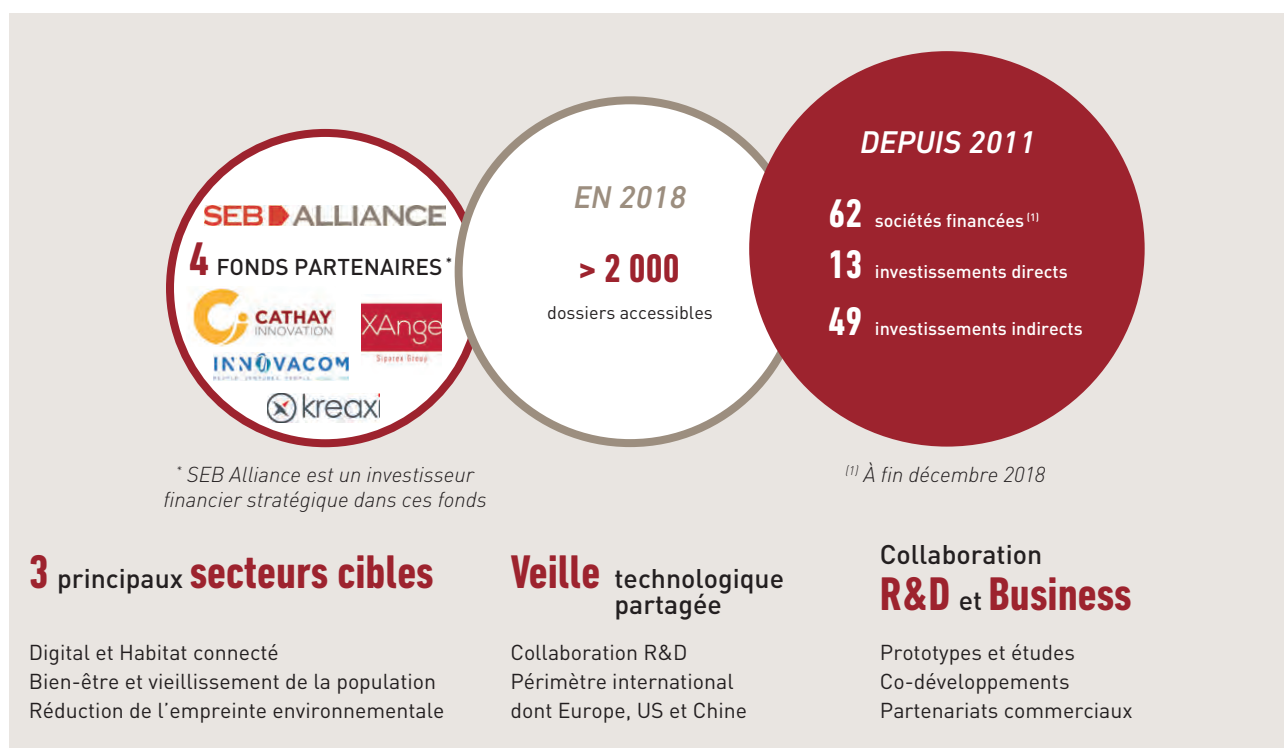 SEB ALLIANCE
4 FONDS PARTENAIRES *
CATHAY
INNOVATION
XAnge
Siparex Group
INNOVACOM
kreaxi
* SEB Alliance est un investisseur
financier stratégique dans ces fonds
EN 2018
> 2 000
dossiers accessibles
DEPUIS 2011
62 sociétés financées (1)
13 investissements directs
49 investissements indirects
(1) À fin décembre 2018
3 principaux secteurs cibles
Digital et Habitat connecté
Bien-être et vieillissement de la population
Réduction de l'empreinte environnementale
Veille technologique
partagée
Collaboration R&D
Périmètre international
dont Europe, US et Chine
Collaboration
R&D et Business
Prototypes et études
Co-développements
Partenariats commerciaux